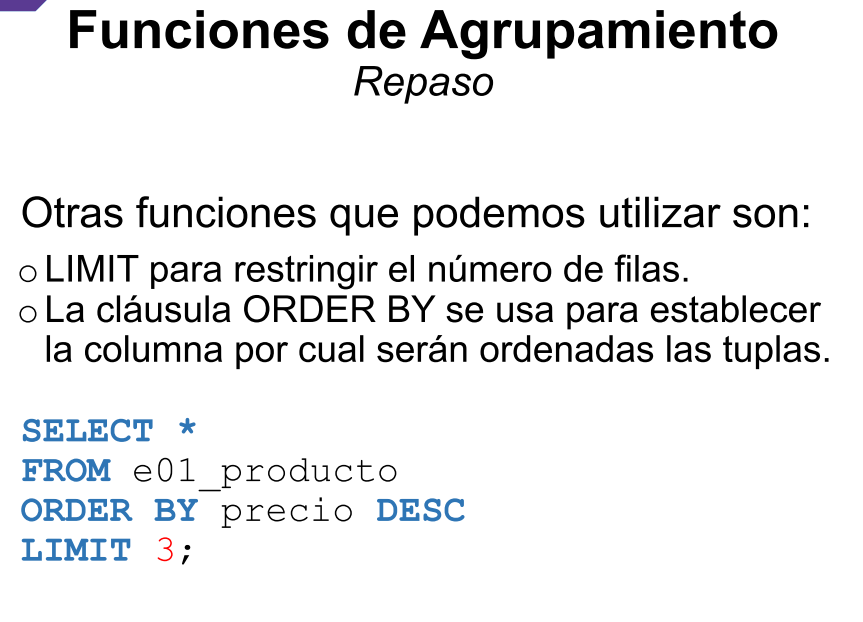 Funciones de Agrupamiento
Repaso
Otras funciones que podemos utilizar son:
o LIMIT para restringir el número de filas.
o La cláusula ORDER BY se usa para establecer
la columna por cual serán ordenadas las tuplas.
SELECT *
FROM e01_producto
ORDER BY precio DESC
LIMIT 3;